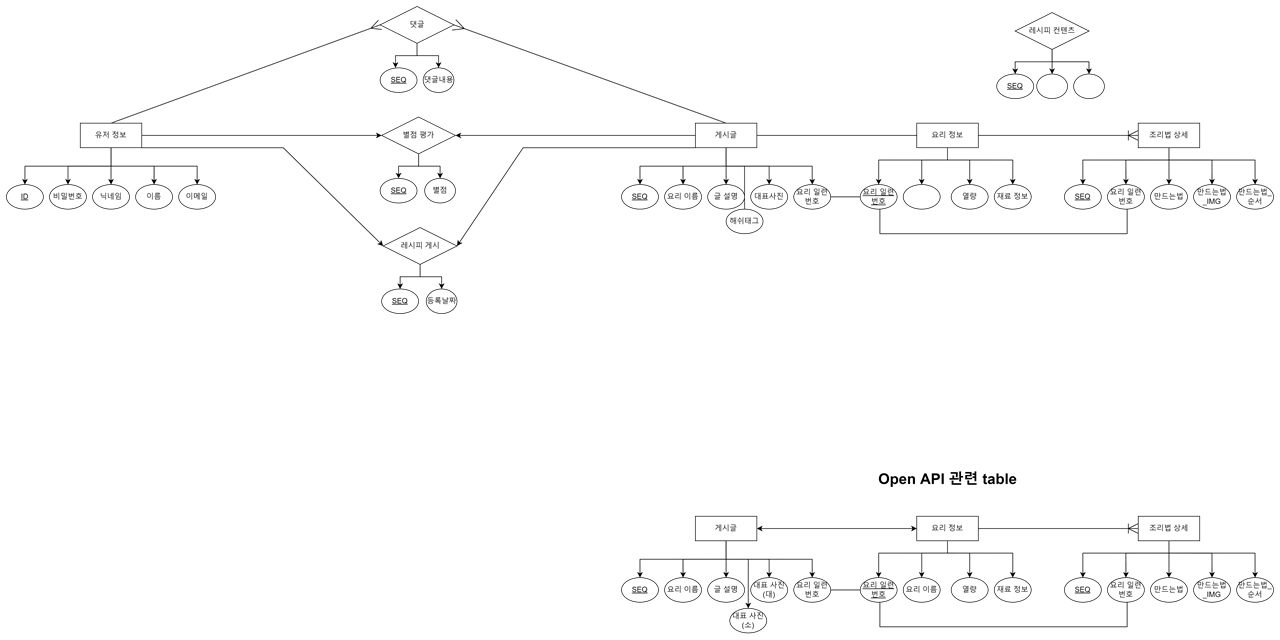 댓글
레시피 컨텐츠
SEQ
댓글내용
SEQ
유저 정보
별점 평가
게시글
요리 정보
조리법 상세
ID
비밀번호
닉네임
이름
이메일
SEQ
별점
SEQ
요리 이름
글 설명
대표사진
요리 일련
번호
요리 일련
번호
열량
재료 정보
SEQ
요리 일련
번호
만드는법
만드는법
_IMG
만드는법_
순서
해쉬태그
레시피 게시
SEQ
등록날짜
Open API 관련 table
게시글
요리 정보
조리법 상세
SEQ
요리 이름
글 설명
대표 사진
(대)
요리 일련
번호
요리 일련
번호
요리 이름
열량
재료 정보
SEQ
요리 일련
번호
만드는법
만드는법
_IMG
만드는법_
순서
대표 사진
(소)